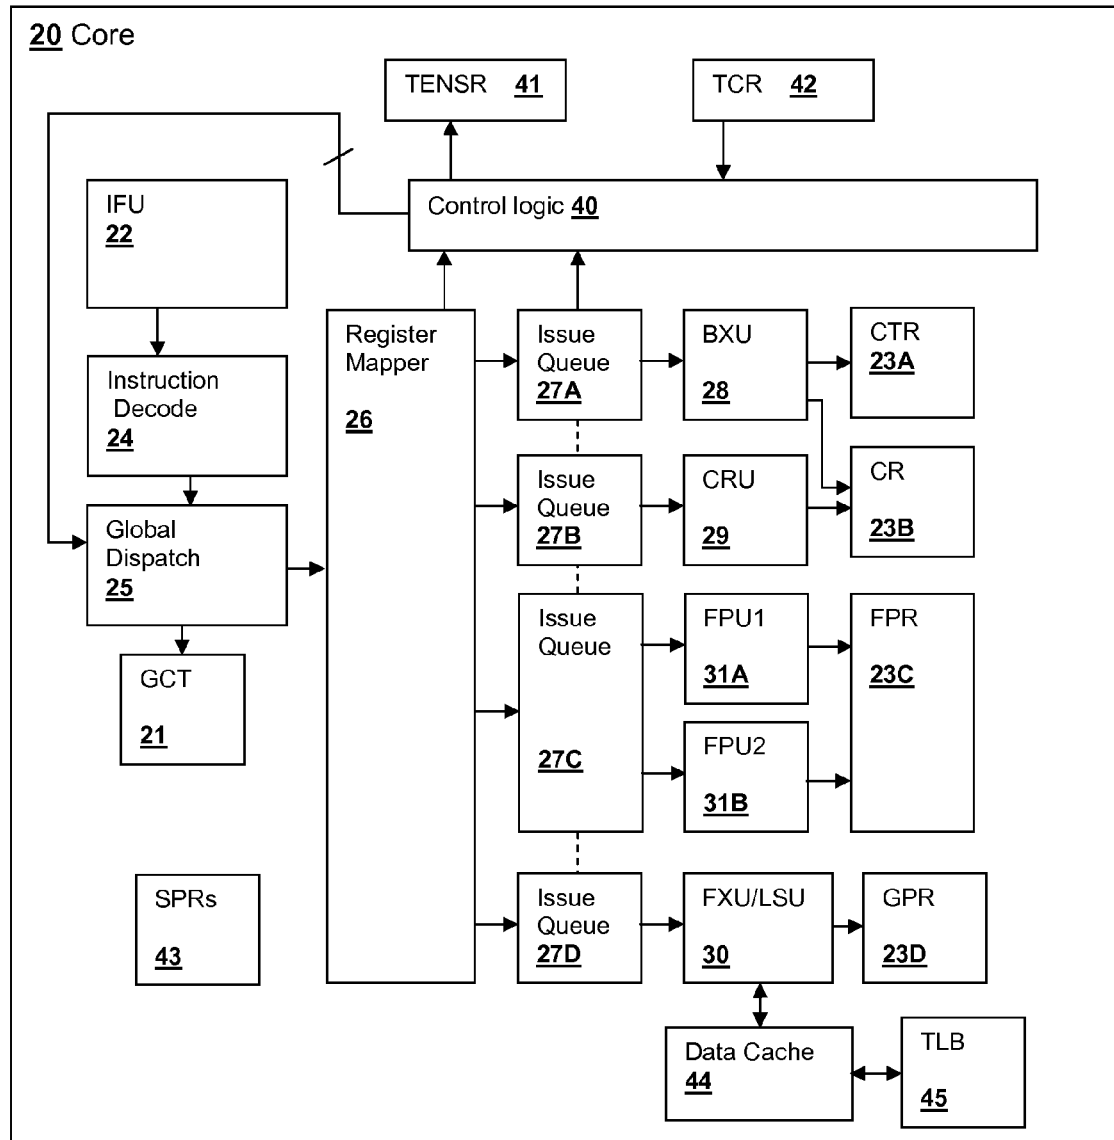 20 Core
TENSR 41
TCR 42
IFU
22
Control logic 40
Instruction
Decode
24
Global
Dispatch
25
GCT
21
SPRs
43
Register
Mapper
26
Issue
Queue
27A
BXU
28
CTR
23A
Issue
Queue
27B
CRU
29
CR
23B
Issue
Queue
27C
FPU1
31A
FPU2
31B
FPR
23C
Issue
Queue
27D
FXU/LSU
30
GPR
23D
Data Cache
44
TLB
45